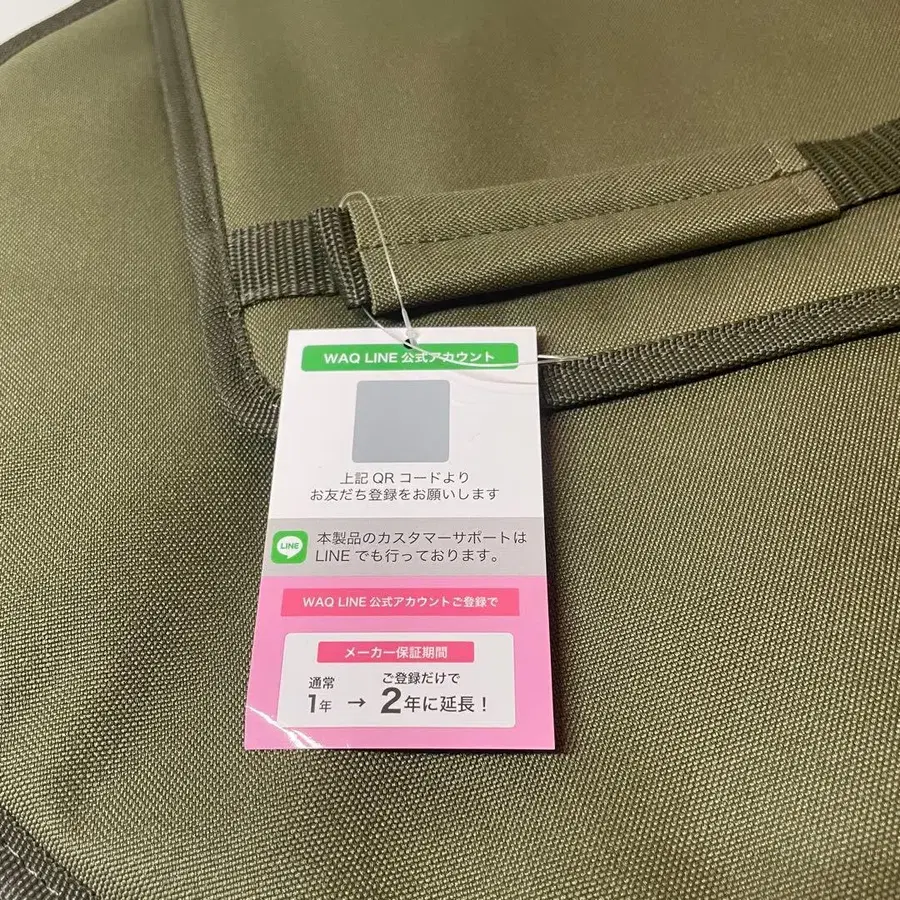 WAQ LINE 公式アカウント
上記 QR コードより
お友だち登録をお願いします
LINE
本製品のカスタマーサポートは
LINE でも行っております。
WAQ LINE 公式アカウントご登録で
メーカー保証期間
通常
1年
→
ご登録だけで
2年に延長！